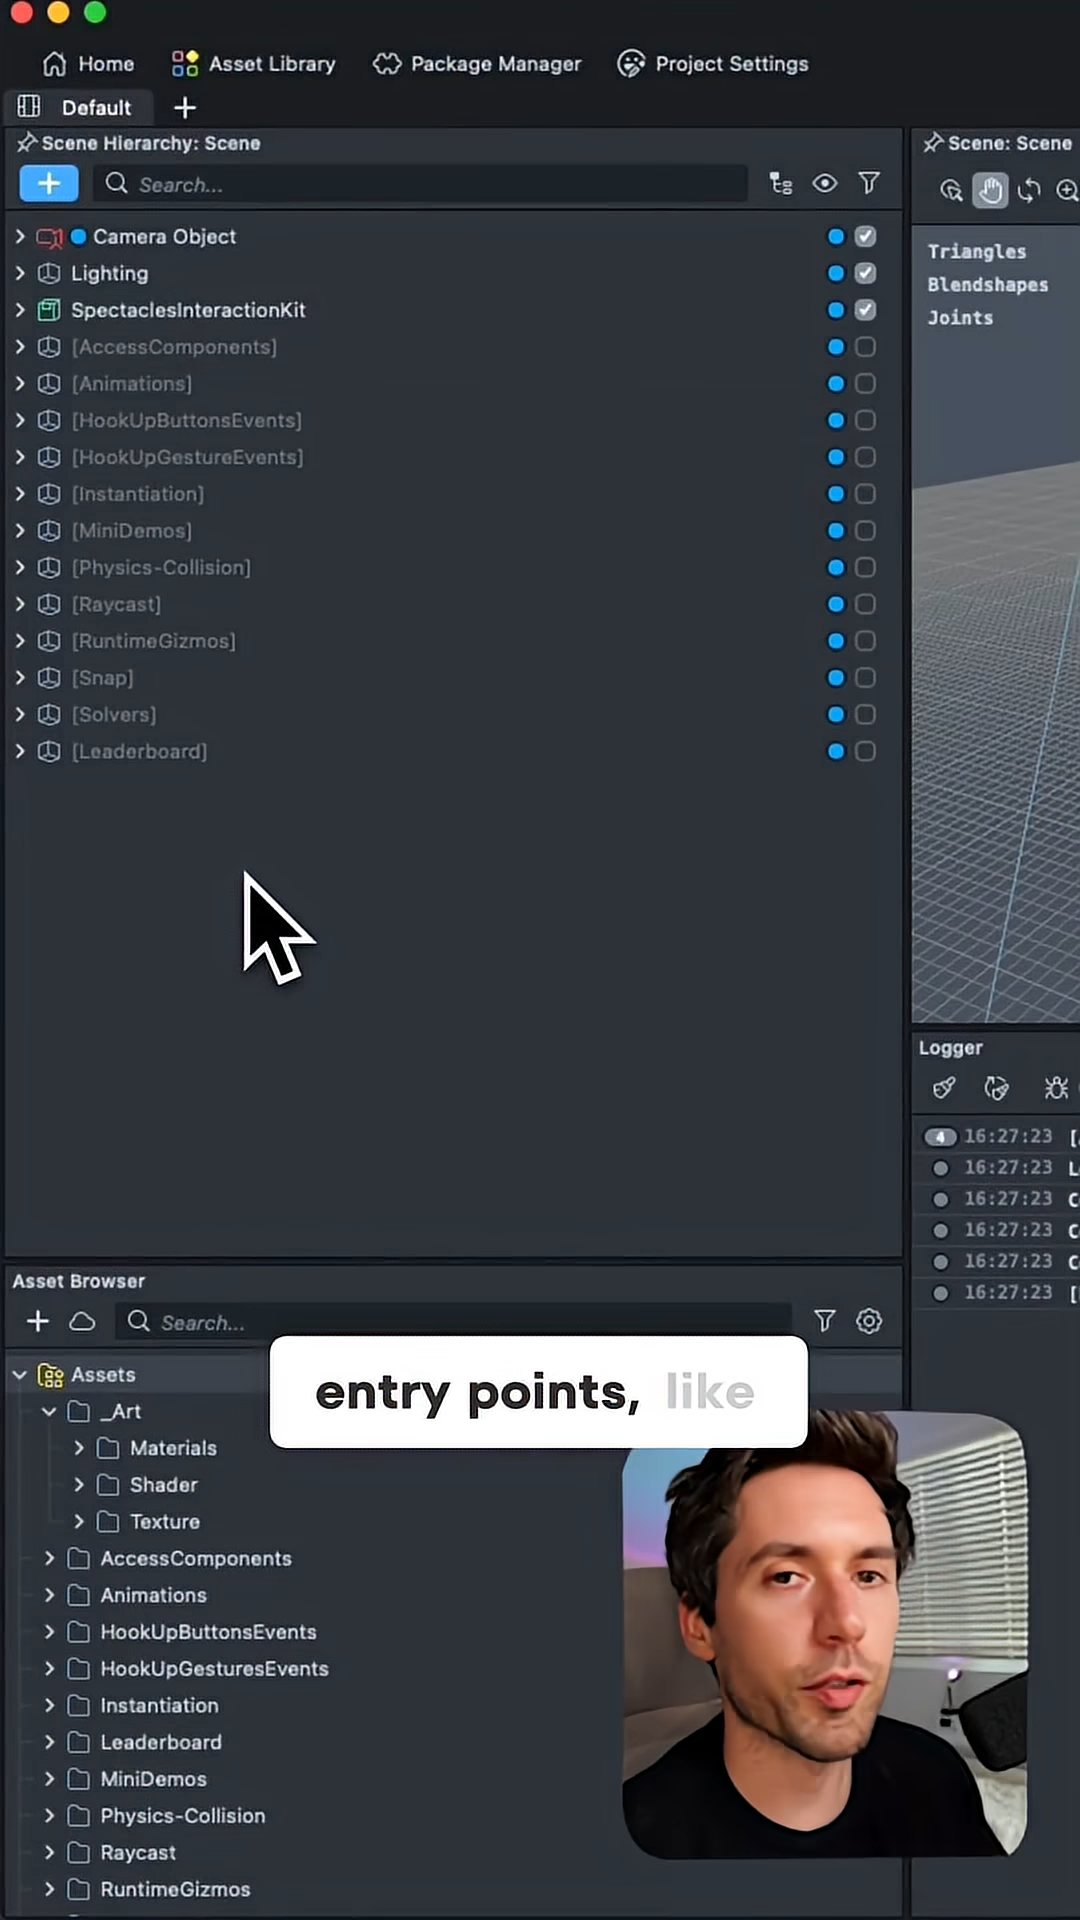 Home Asset Library Package Manager Project Settings
Default
Scene Hierarchy: Scene
Search...
Camera Object
Lighting
SpectaclesInteractionKit
[AccessComponents]
[Animations]
[HookUpButtonsEvents]
[HookUpGestureEvents]
[Instantiation]
[MiniDemos]
[Physics-Collision]
[Raycast]
[RuntimeGizmos]
[Snap]
[Solvers]
[Leaderboard]
Scene: Scene
Triangles
Blendshapes
Joints
Logger
4 16:27:23 [
16:27:23
16:27:23
16:27:23
16:27:23
16:27:23 [
Asset Browser
Search...
entry points, like
Assets
_Art
Materials
Shader
Texture
AccessComponents
Animations
HookUpButtonsEvents
HookUpGesturesEvents
Instantiation
Leaderboard
MiniDemos
Physics-Collision
Raycast
RuntimeGizmos